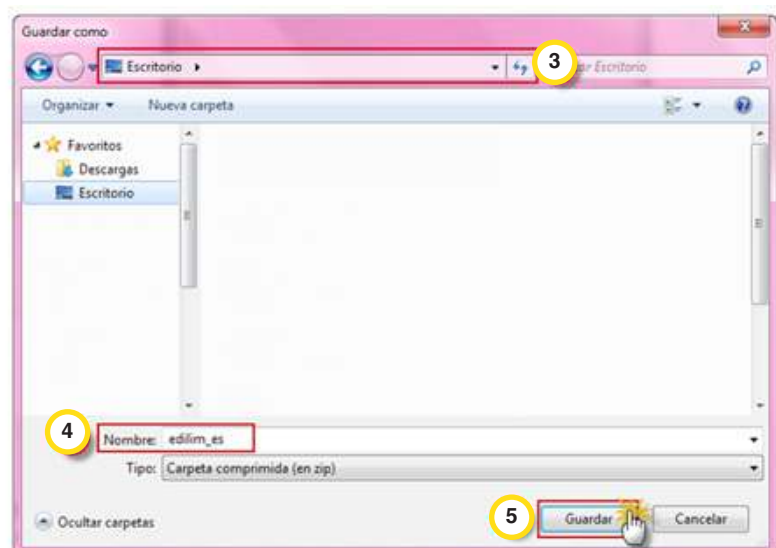 Guardar como
Escritorio
3
Escritorio
Organizar
Nueva carpeta
Favoritos
Descargas
Escritorio
4
Nombre: edilim_es
Tipo: Carpeta comprimida (en zip)
Ocultar carpetas
5
Guardar
Cancelar